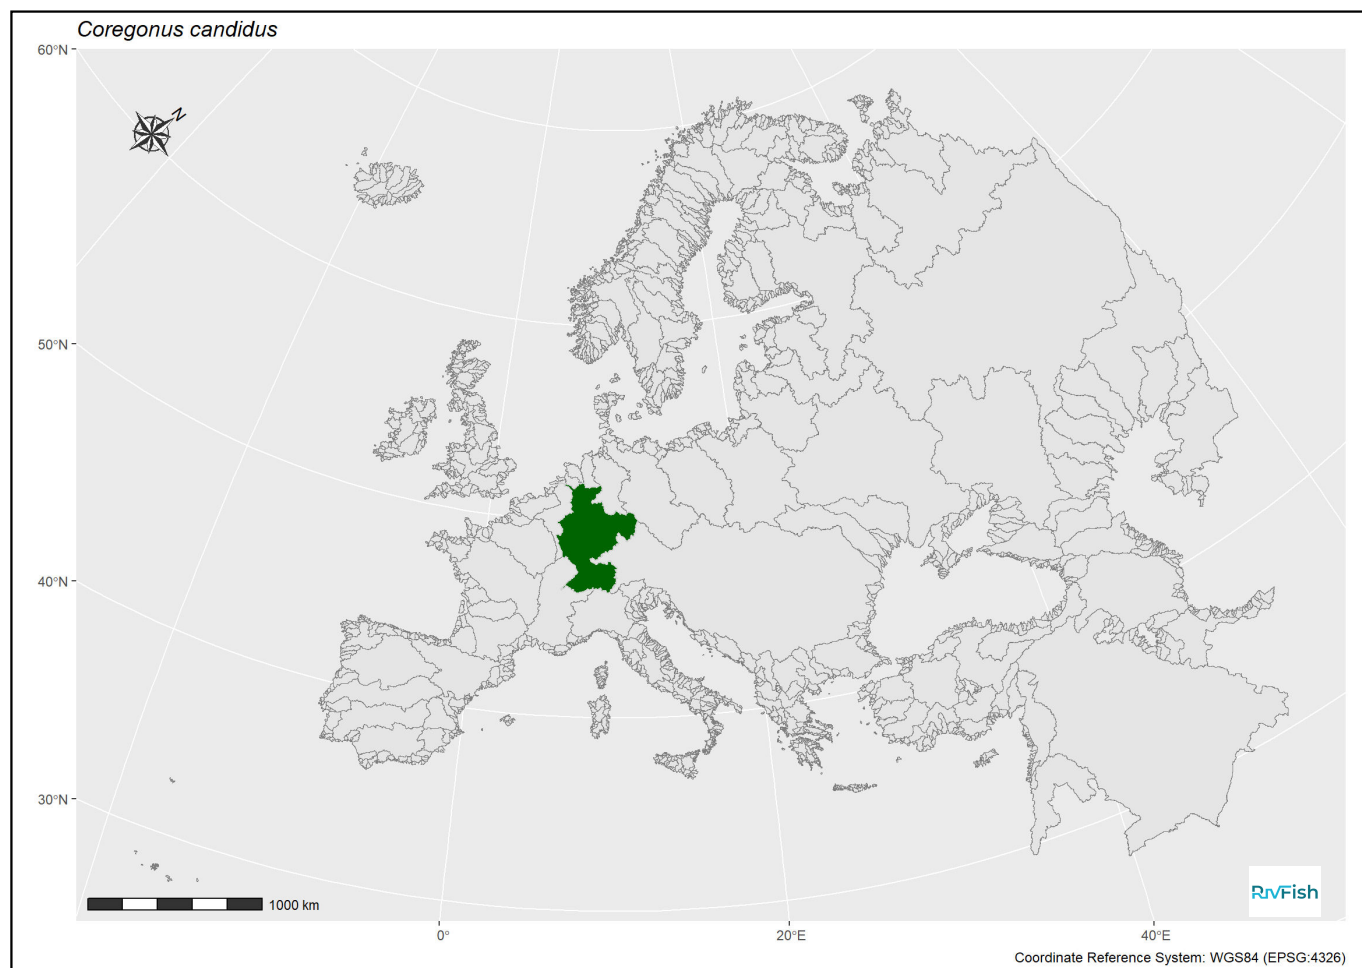 Coregonus candidus
60°N
N
50°N
40°N
30°N
1000 km
RivFish
0°
20°E
40°E
Coordinate Reference System: WGS84 (EPSG:4326)